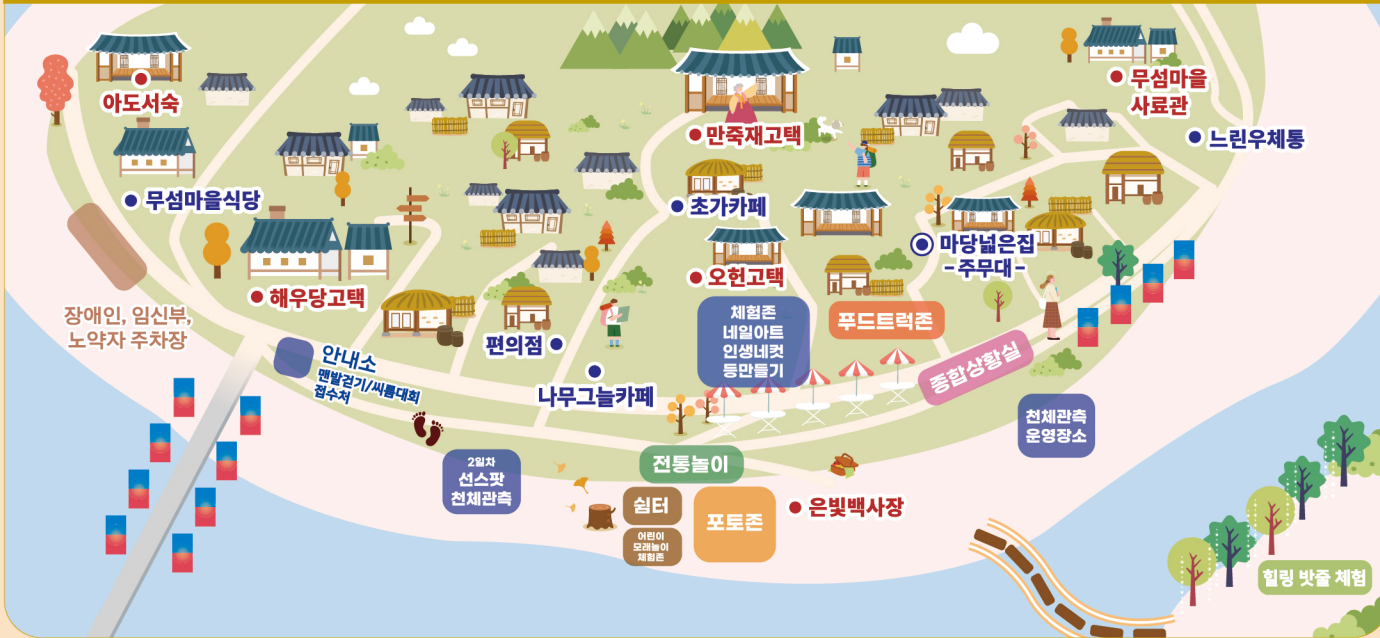 아도서숙
무섬마을식당
장애인, 임신부,
노약자 주차장
해우당고택
안내소
맨발걷기/씨름대회
접수처
편의점
나무그늘카페
만죽재고택
초가카페
오헌고택
체험존
네일아트
인생네컷
등만들기
푸드트럭존
마당넓은집
-주무대-
무섬마을
사료관
느린우체통
종합상황실
천체관측
운영장소
2일차
선스팟
천체관측
전통놀이
쉼터
어린이
모래놀이
체험존
포토존
은빛백사장
힐링 밧줄 체험